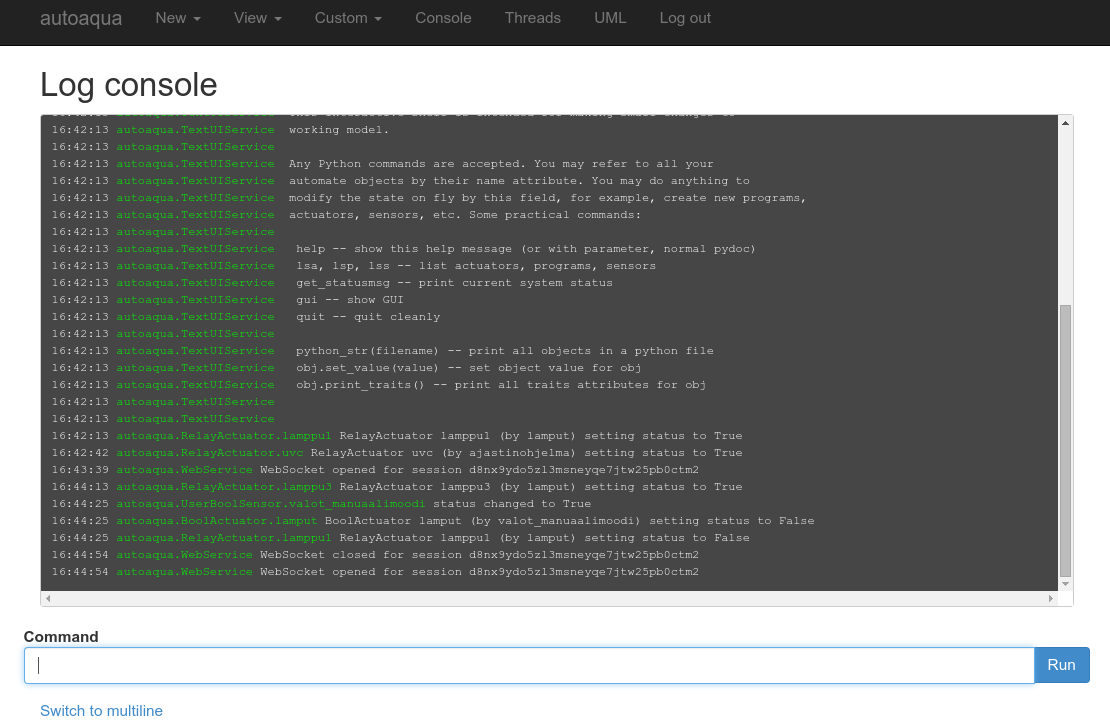 autoaqua New View Custom Console Threads UML Log out
Log console
16:42:13 autoaqua.TextUIService working model.
16:42:13 autoaqua.TextUIService
16:42:13 autoaqua.TextUIService Any Python commands are accepted. You may refer to all your
16:42:13 autoaqua.TextUIService automate objects by their name attribute. You may do anything to
16:42:13 autoaqua.TextUIService modify the state on fly by this field, for example, create new programs,
16:42:13 autoaqua.TextUIService actuators, sensors, etc. Some practical commands:
16:42:13 autoaqua.TextUIService
16:42:13 autoaqua.TextUIService help -- show this help message (or with parameter, normal pydoc)
16:42:13 autoaqua.TextUIService lsa, lsp, lss -- list actuators, programs, sensors
16:42:13 autoaqua.TextUIService get_statusmsg -- print current system status
16:42:13 autoaqua.TextUIService gui -- show GUI
16:42:13 autoaqua.TextUIService quit -- quit cleanly
16:42:13 autoaqua.TextUIService
16:42:13 autoaqua.TextUIService python_str(filename) -- print all objects in a python file
16:42:13 autoaqua.TextUIService obj.set_value(value) -- set object value for obj
16:42:13 autoaqua.TextUIService obj.print_traits() -- print all traits attributes for obj
16:42:13 autoaqua.TextUIService
16:42:13 autoaqua.TextUIService
16:42:13 autoaqua.RelayActuator.lamppu1 RelayActuator lamppu1 (by lamput) setting status to True
16:42:42 autoaqua.RelayActuator.uvc RelayActuator uvc (by ajastinohjelma) setting status to True
16:43:39 autoaqua.WebService WebSocket opened for session d8nx9ydo5zl3msneyqe7jtw25pb0ctm2
16:44:13 autoaqua.RelayActuator.lamppu3 RelayActuator lamppu3 (by lamput) setting status to True
16:44:25 autoaqua.UserBoolSensor.valot_manuaalimoodi status changed to True
16:44:25 autoaqua.BoolActuator.lamput BoolActuator lamput (by valot_manuaalimoodi) setting status to False
16:44:25 autoaqua.RelayActuator.lamppu1 RelayActuator lamppu1 (by lamput) setting status to False
16:44:54 autoaqua.WebService WebSocket closed for session d8nx9ydo5zl3msneyqe7jtw25pb0ctm2
16:44:54 autoaqua.WebService WebSocket opened for session d8nx9ydo5zl3msneyqe7jtw25pb0ctm2
Command
Run
Switch to multiline